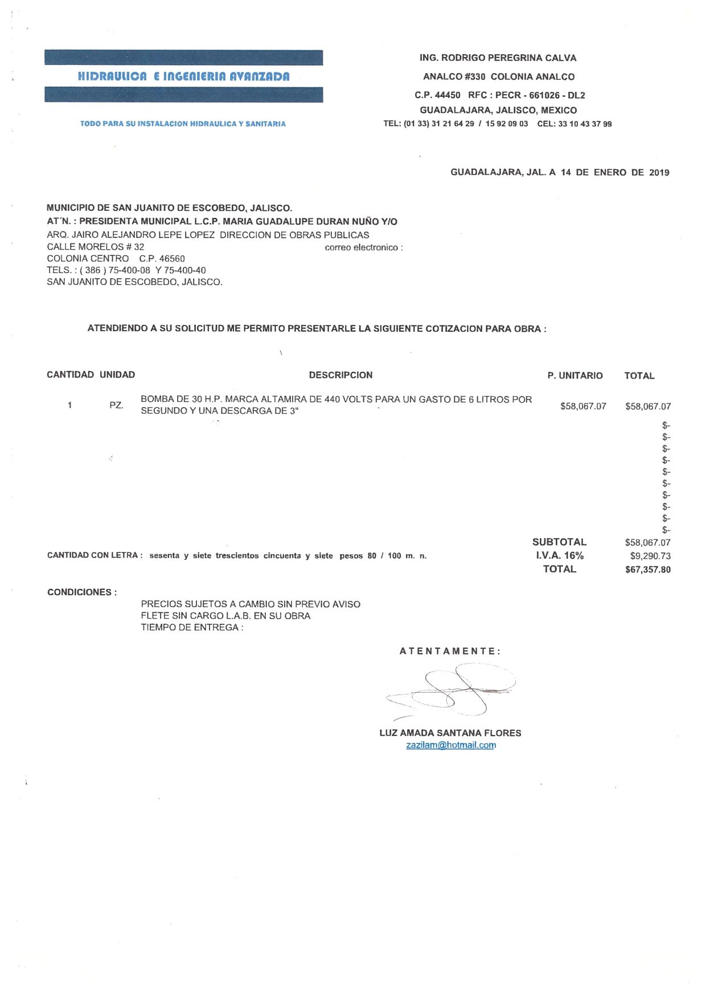 HIDRAULICA E INGENIERIA AVANZADA
TODO PARA SU INSTALACION HIDRAULICA Y SANITARIA
ING. RODRIGO PEREGRINA CALVA
ANALCO #330 COLONIA ANALCO
C.P. 44450 RFC : PECR - 661026 - DL2
GUADALAJARA, JALISCO, MEXICO
TEL: (01 33) 31 21 64 29 / 15 92 09 03 CEL: 33 10 43 37 99
GUADALAJARA, JAL. A 14 DE ENERO DE 2019
MUNICIPIO DE SAN JUANITO DE ESCOBEDO, JALISCO.
AT´N. : PRESIDENTA MUNICIPAL L.C.P. MARIA GUADALUPE DURAN NUÑO Y/O
ARQ. JAIRO ALEJANDRO LEPE LOPEZ DIRECCION DE OBRAS PUBLICAS
CALLE MORELOS # 32 correo electronico :
COLONIA CENTRO C.P. 46560
TELS. : ( 386 ) 75-400-08 Y 75-400-40
SAN JUANITO DE ESCOBEDO, JALISCO.
ATENDIENDO A SU SOLICITUD ME PERMITO PRESENTARLE LA SIGUIENTE COTIZACION PARA OBRA :
CANTIDAD UNIDAD DESCRIPCION P. UNITARIO TOTAL
1 PZ. BOMBA DE 30 H.P. MARCA ALTAMIRA DE 440 VOLTS PARA UN GASTO DE 6 LITROS POR
SEGUNDO Y UNA DESCARGA DE 3" $58,067.07 $58,067.07
$-
$-
$-
$-
$-
$-
$-
$-
$-
$-
SUBTOTAL $58,067.07
CANTIDAD CON LETRA : sesenta y siete trescientos cincuenta y siete pesos 80 / 100 m. n. I.V.A. 16% $9,290.73
TOTAL $67,357.80
CONDICIONES :
PRECIOS SUJETOS A CAMBIO SIN PREVIO AVISO
FLETE SIN CARGO L.A.B. EN SU OBRA
TIEMPO DE ENTREGA :
A T E N T A M E N T E :
LUZ AMADA SANTANA FLORES
zazilam@hotmail.com